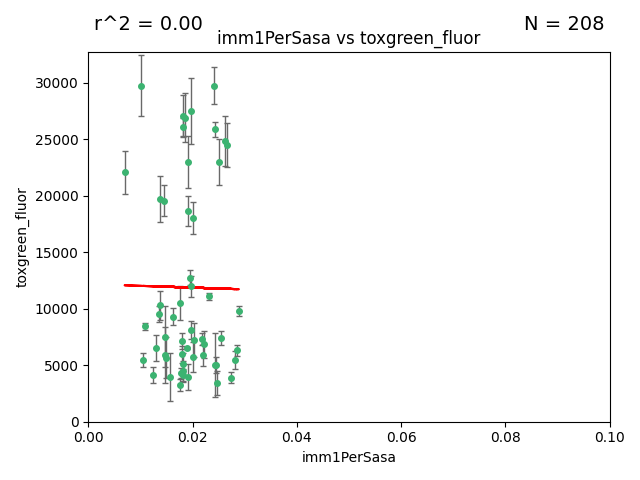 r^2 = 0.00
N = 208
imm1PerSasa vs toxgreen_fluor
30000
25000
20000
15000
10000
5000
0
toxgreen_fluor
0.00
0.02
0.04
0.06
0.08
0.10
imm1PerSasa